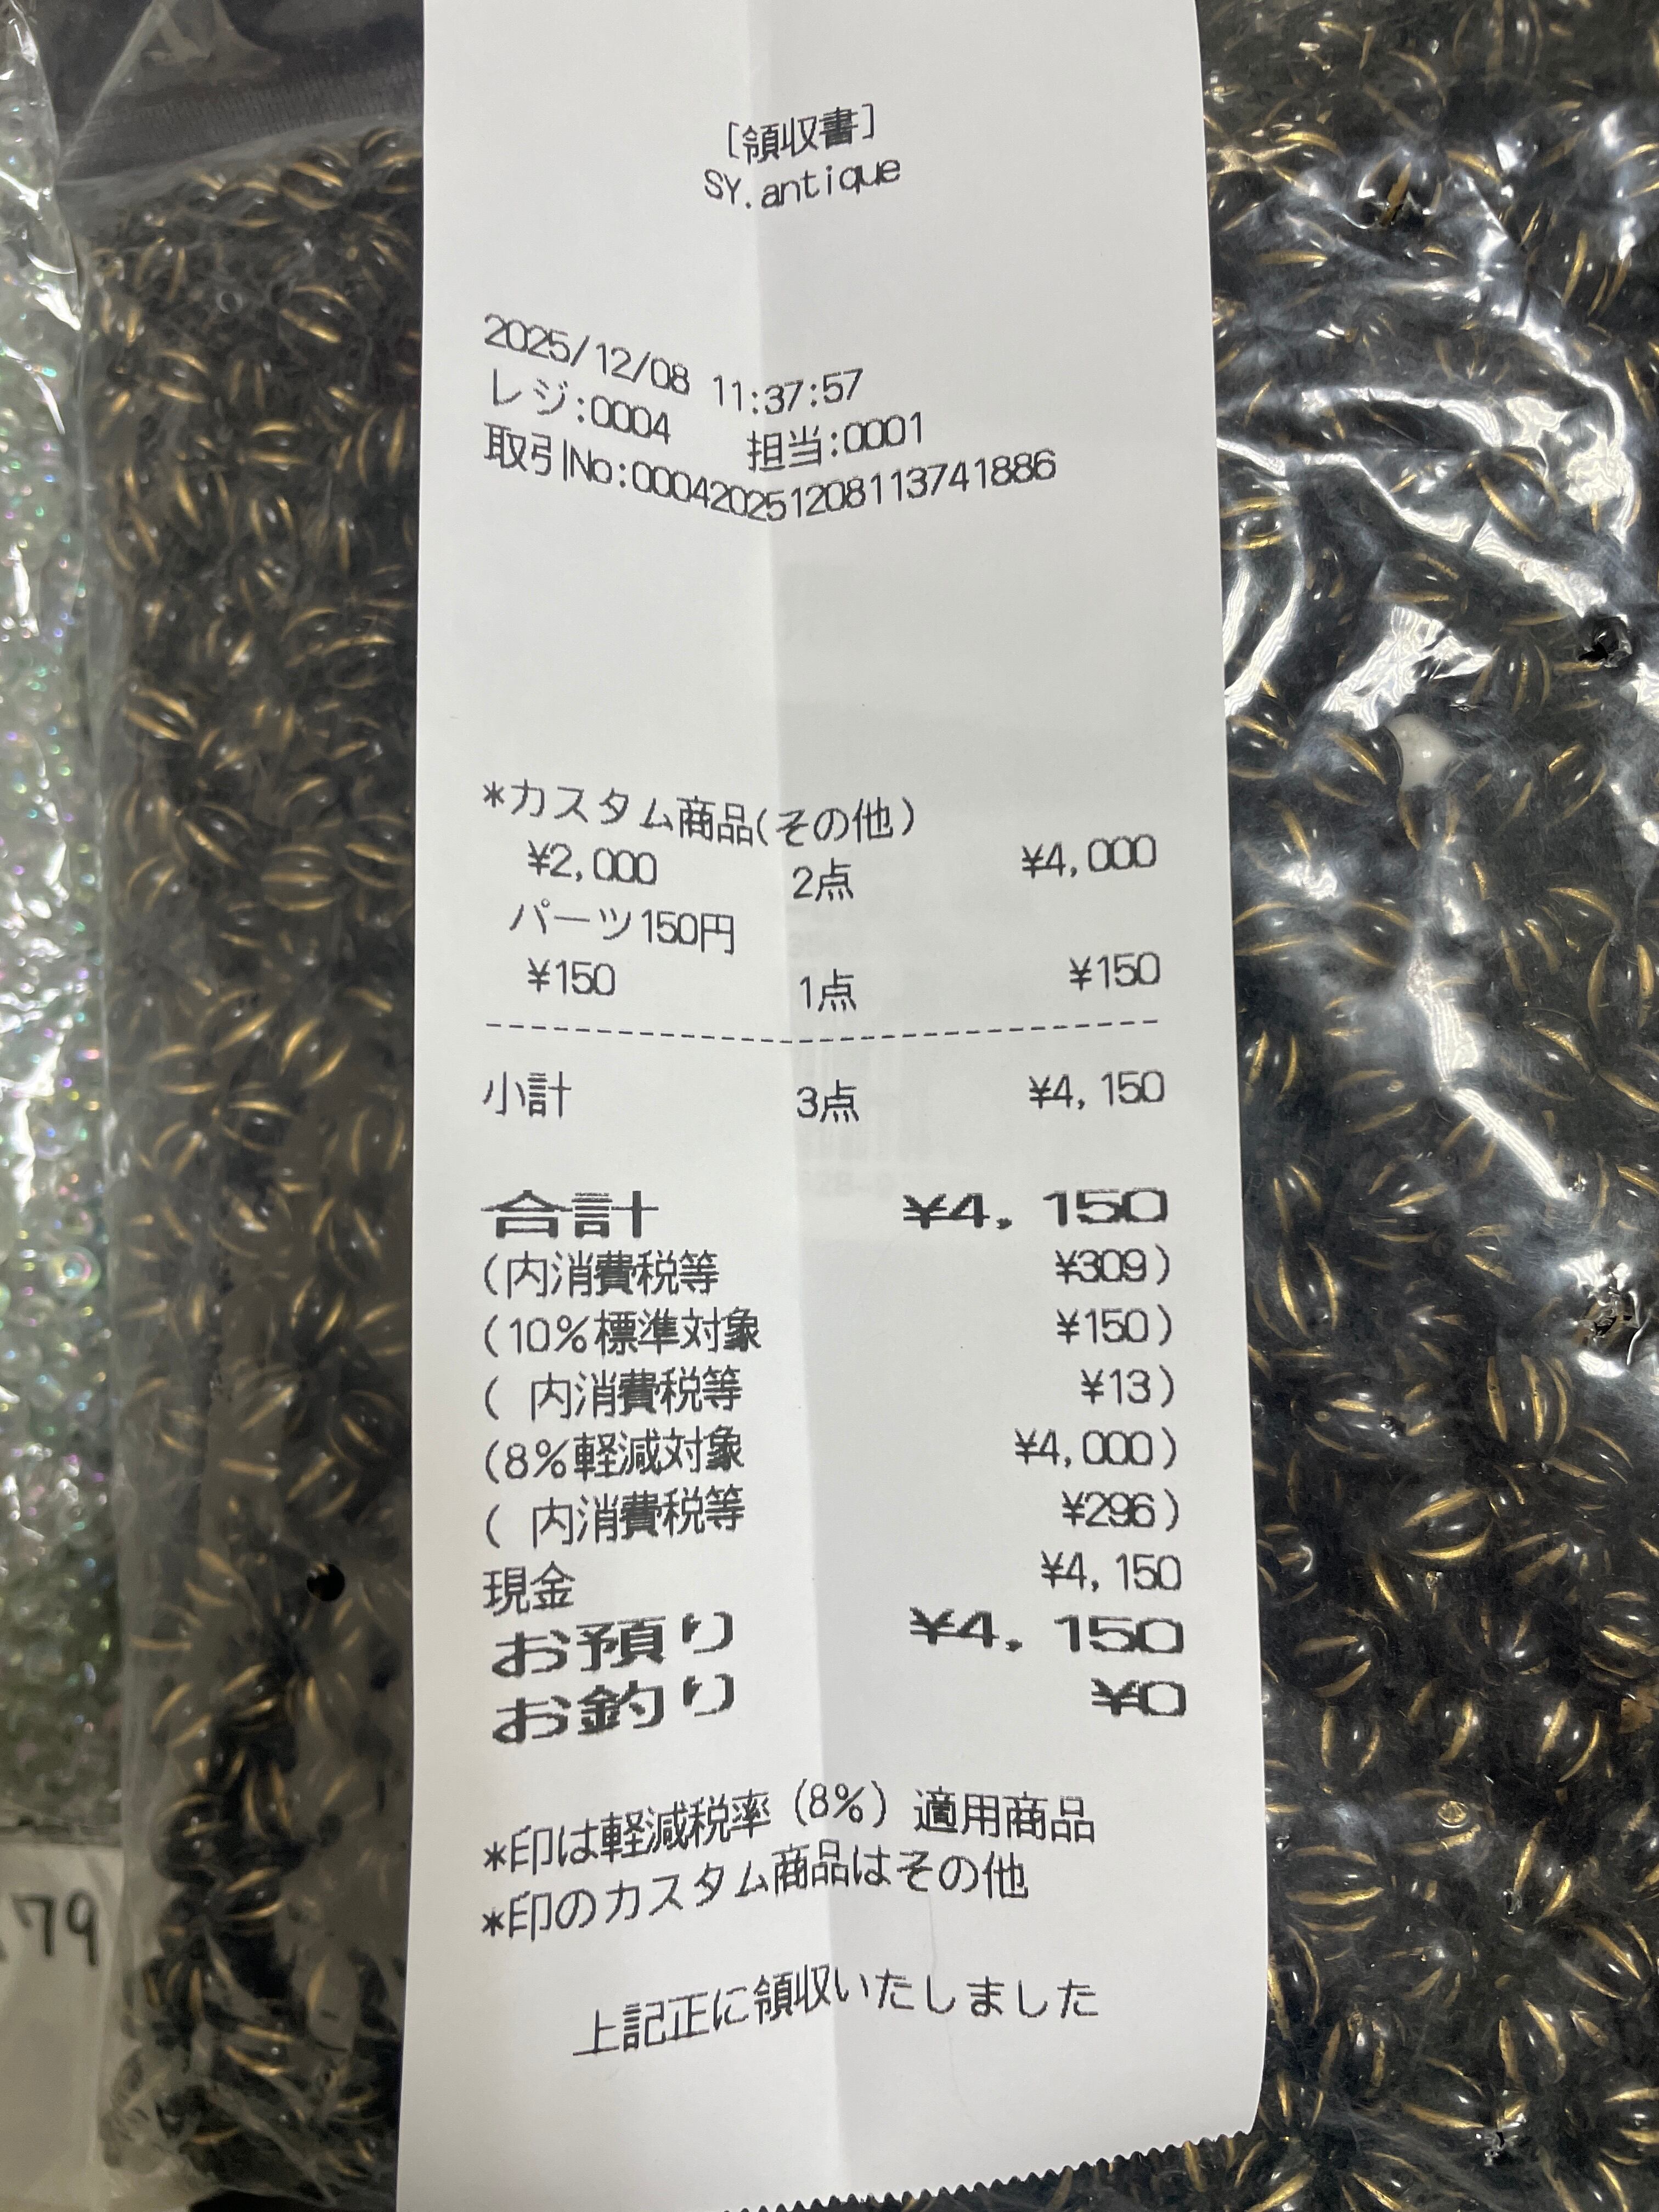 [領収書]
SY.antique
2025/12/08 11:37:57
レジ:0004 担当:0001
取引No:00042025120811374​1886
*カスタム商品(その他)
¥2,000 2点 ¥4,000
パーツ150円
¥150 1点 ¥150
小計 3点 ¥4,150
合計 ¥4,150
(内消費税等 ¥309)
(10%標準対象 ¥150)
( 内消費税等 ¥13)
(8%軽減対象 ¥4,000)
( 内消費税等 ¥296)
現金 ¥4,150
お預り ¥4,150
お釣り ¥0
*印は軽減税率(8%)適用商品
*印のカスタム商品はその他
上記正に領収いたしました
79